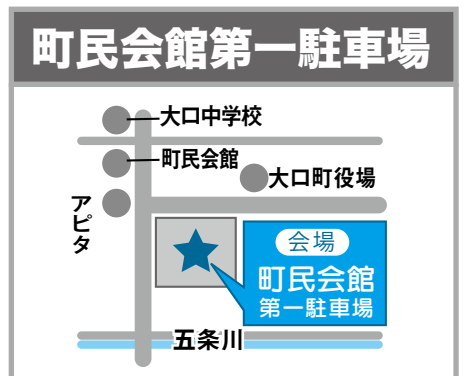 町民会館第一駐車場
大口中学校
町民会館
大口町役場
アピタ
会場
町民会館
第一駐車場
五条川